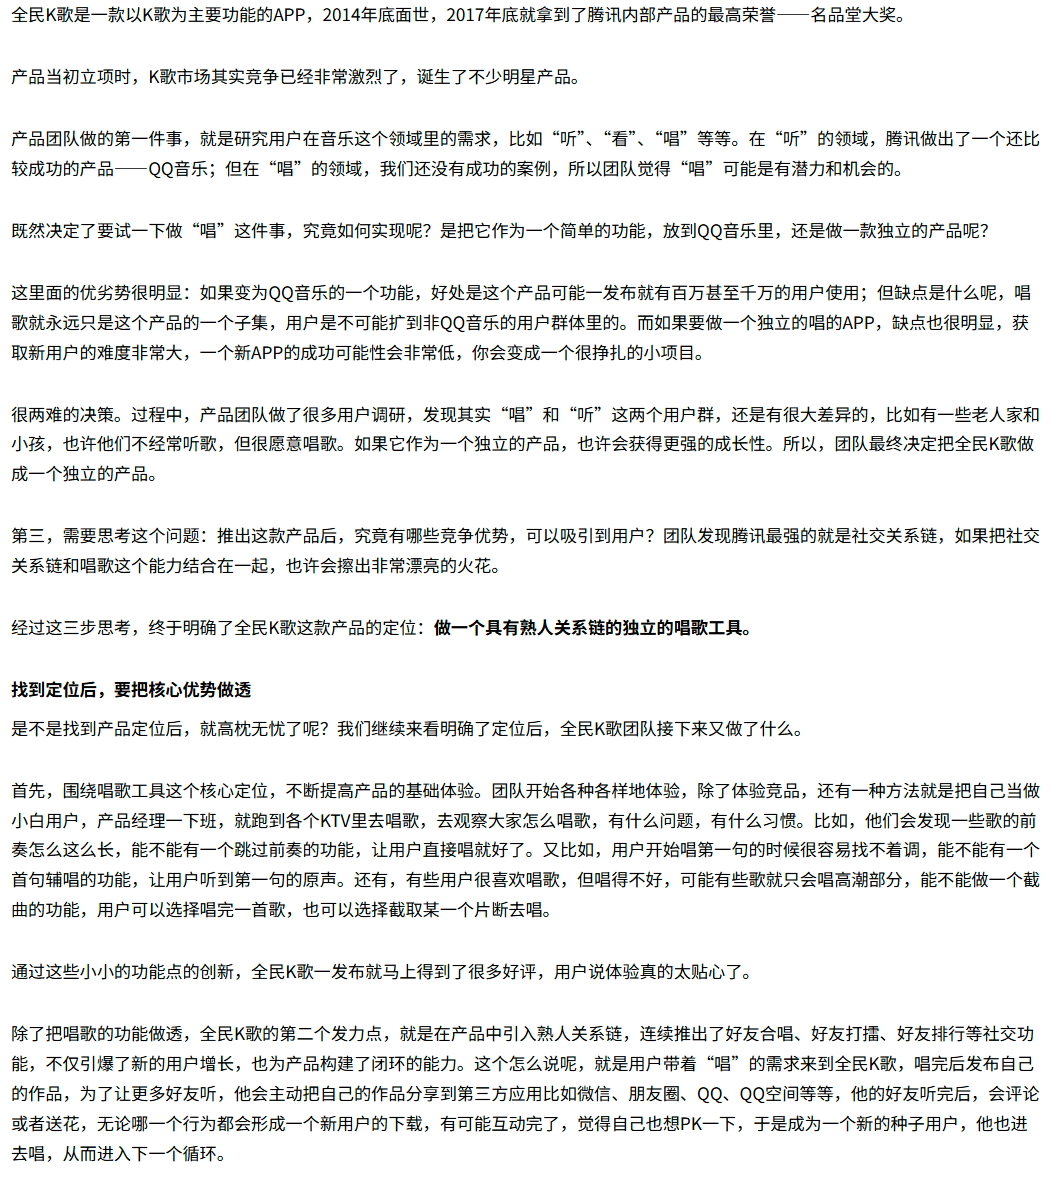 全民K歌是一款以K歌为主要功能的APP，2014年底面世，2017年底就拿到了腾讯内部产品的最高荣誉——名品堂大奖。
产品当初立项时，K歌市场其实竞争已经非常激烈了，诞生了不少明星产品。
产品团队做的第一件事，就是研究用户在音乐这个领域里的需求，比如“听”、“看”、“唱”等等。在“听”的领域，腾讯做出了一个还比
较成功的产品——QQ音乐；但在“唱”的领域，我们还没有成功的案例，所以团队觉得“唱”可能是有潜力和机会的。
既然决定了要试一下做“唱”这件事，究竟如何实现呢？是把它作为一个简单的功能，放到QQ音乐里，还是做一款独立的产品呢？
这里面的优劣势很明显：如果变为QQ音乐的一个功能，好处是这个产品可能一发布就有百万甚至千万的用户使用；但缺点是什么呢，唱
歌就永远只是这个产品的一个子集，用户是不可能扩到非QQ音乐的用户群体里的。而如果要做一个独立的唱的APP，缺点也很明显，获
取新用户的难度非常大，一个新APP的成功可能性会非常低，你会变成一个很挣扎的小项目。
很两难的决策。过程中，产品团队做了很多用户调研，发现其实“唱”和“听”这两个用户群，还是有很大差异的，比如有一些老人家和
小孩，也许他们不经常听歌，但很愿意唱歌。如果它作为一个独立的产品，也许会获得更强的成长性。所以，团队最终决定把全民K歌做
成一个独立的产品。
第三，需要思考这个问题：推出这款产品后，究竟有哪些竞争优势，可以吸引到用户？团队发现腾讯最强的就是社交关系链，如果把社交
关系链和唱歌这个能力结合在一起，也许会擦出非常漂亮的火花。
经过这三步思考，终于明确了全民K歌这款产品的定位：做一个具有熟人关系链的独立的唱歌工具。
找到定位后，要把核心优势做透
是不是找到产品定位后，就高枕无忧了呢？我们继续来看明确了定位后，全民K歌团队接下来又做了什么。
首先，围绕唱歌工具这个核心定位，不断提高产品的基础体验。团队开始各种各样地体验，除了体验竞品，还有一种方法就是把自己当做
小白用户，产品经理一下班，就跑到各个KTV里去唱歌，去观察大家怎么唱歌，有什么问题，有什么习惯。比如，他们会发现一些歌的前
奏怎么这么长，能不能有一个跳过前奏的功能，让用户直接唱就好了。又比如，用户开始唱第一句的时候很容易找不着调，能不能有一个
首句辅唱的功能，让用户听到第一句的原声。还有，有些用户很喜欢唱歌，但唱得不好，可能有些歌就只会唱高潮部分，能不能做一个截
曲的功能，用户可以选择唱完一首歌，也可以选择截取某一个片断去唱。
通过这些小小的功能点的创新，全民K歌一发布就马上得到了很多好评，用户说体验真的太贴心了。
除了把唱歌的功能做透，全民K歌的第二个发力点，就是在产品中引入熟人关系链，连续推出了好友合唱、好友打擂、好友排行等社交功
能，不仅引爆了新的用户增长，也为产品构建了闭环的能力。这个怎么说呢，就是用户带着“唱”的需求来到全民K歌，唱完后发布自己
的作品，为了让更多好友听，他会主动把自己的作品分享到第三方应用比如微信、朋友圈、QQ、QQ空间等等，他的好友听完后，会评论
或者送花，无论哪一个行为都会形成一个新用户的下载，有可能互动完了，觉得自己也想PK一下，于是成为一个新的种子用户，他也进
去唱，从而进入下一个循环。